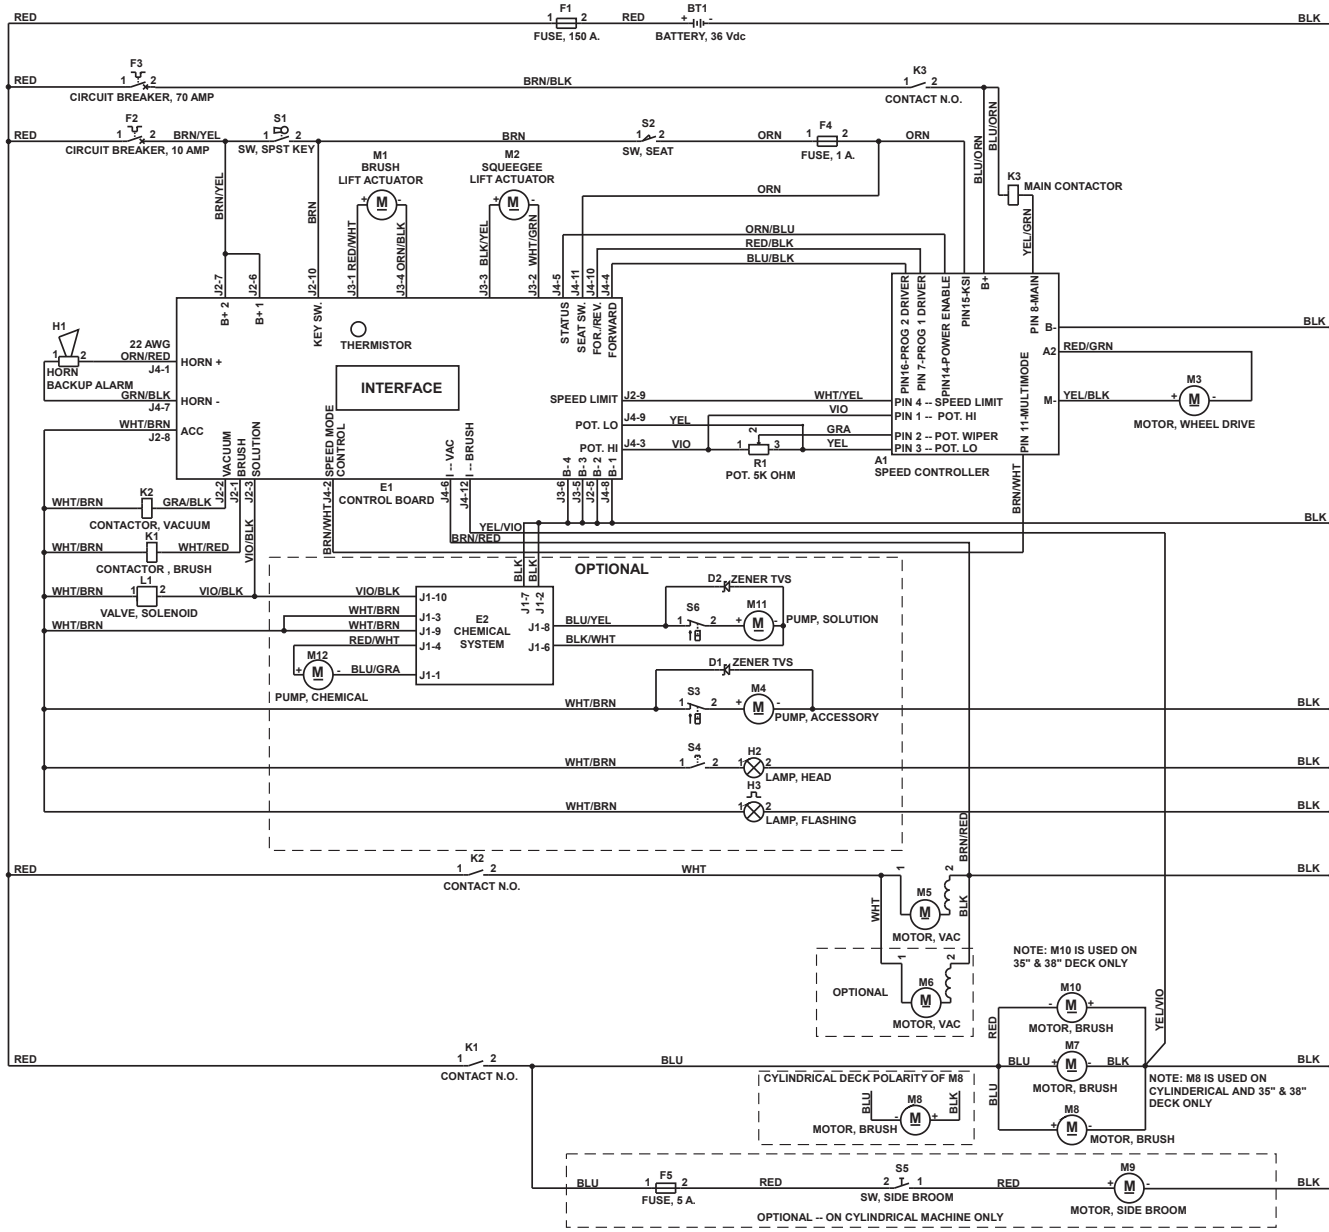 RED
F1
1 2
FUSE, 150 A.
RED
BT1
+ -
BATTERY, 36 Vdc
BLK
RED
F3
1 2
CIRCUIT BREAKER, 70 AMP
BRN/BLK
K3
1 2
CONTACT N.O.
BLU/ORN
BLU/ORN
RED
F2
1 2
CIRCUIT BREAKER, 10 AMP
BRN/YEL
S1
1 2
SW, SPST KEY
BRN
S2
1 2
SW, SEAT
ORN
F4
1 2
FUSE, 1 A.
ORN
K3
MAIN CONTACTOR
YEL/GRN
BRN/YEL
BRN
M1
BRUSH
LIFT ACTUATOR
+ M -
M2
SQUEEGEE
LIFT ACTUATOR
+ M -
ORN
ORN/BLU
RED/BLK
BLU/BLK
RED/WHT
ORN/BLK
BLK/YEL
WHT/GRN
J2-7
J2-6
J2-10
J3-1
J3-4
J3-3
J3-2
J4-5
J4-11
J4-10
J4-4
B+ 2
B+ 1
KEY SW.
STATUS
SEAT SW.
FOR./REV.
FORWARD
PIN16-PROG 2 DRIVER
PIN 7-PROG 1 DRIVER
PIN14-POWER ENABLE
PIN15-KSI
B+
PIN 8-MAIN
H1
1 2
HORN
BACKUP ALARM
22 AWG
ORN/RED
J4-1
HORN +
GRN/BLK
J4-7
HORN -
WHT/BRN
J2-8
ACC
THERMISTOR
INTERFACE
SPEED LIMIT
J2-9
WHT/YEL
PIN 4 -- SPEED LIMIT
POT. LO
J4-9
YEL
VIO
PIN 1 -- POT. HI
GRA
PIN 2 -- POT. WIPER
POT. HI
J4-3
VIO
1 2 3
R1
POT. 5K OHM
YEL
PIN 3 -- POT. LO
A1
SPEED CONTROLLER
PIN 11-MULTIMODE
BRN/WHT
B-
BLK
A2
RED/GRN
M-
YEL/BLK
+ M -
M3
MOTOR, WHEEL DRIVE
VACUUM
BRUSH
SOLUTION
SPEED MODE
CONTROL
I -- VAC
I -- BRUSH
B- 4
B- 3
B- 2
B- 1
J2-2
J2-1
J2-3
J4-2
E1
CONTROL BOARD
J4-6
J4-12
J3-6
J3-5
J2-5
J4-8
BRN/WHT
YEL/VIO
BRN/RED
BLK
WHT/BRN
K2
GRA/BLK
CONTACTOR, VACUUM
WHT/BRN
K1
WHT/RED
CONTACTOR , BRUSH
VIO/BLK
WHT/BRN
L1
1 2
VIO/BLK
VALVE, SOLENOID
WHT/BRN
OPTIONAL
BLK
BLK
VIO/BLK
J1-10
WHT/BRN
J1-3
WHT/BRN
J1-9
RED/WHT
J1-4
BLU/GRA
J1-1
J1-7
J1-2
E2
CHEMICAL
SYSTEM
J1-8
BLU/YEL
J1-6
BLK/WHT
M12
+ M -
PUMP, CHEMICAL
D2
ZENER TVS
S6
1 2
M11
+ M -
PUMP, SOLUTION
D1
ZENER TVS
WHT/BRN
S3
1 2
M4
+ M -
PUMP, ACCESSORY
BLK
WHT/BRN
S4
1 2
H2
1 2
LAMP, HEAD
BLK
WHT/BRN
H3
1 2
LAMP, FLASHING
BLK
RED
K2
1 2
CONTACT N.O.
WHT
BRN/RED
BLK
WHT
1 2
M5
M
BLK
MOTOR, VAC
OPTIONAL
1 2
M6
M
MOTOR, VAC
NOTE: M10 IS USED ON
35" & 38" DECK ONLY
M10
- M +
MOTOR, BRUSH
RED
YEL/VIO
RED
K1
1 2
CONTACT N.O.
BLU
BLU
M7
+ M -
BLK
MOTOR, BRUSH
BLK
BLU
M8
+ M -
MOTOR, BRUSH
NOTE: M8 IS USED ON
CYLINDERICAL AND 35" & 38"
DECK ONLY
CYLINDRICAL DECK POLARITY OF M8
BLU
M8
- M +
BLK
MOTOR, BRUSH
BLU
F5
1 2
FUSE, 5 A.
RED
S5
2 1
SW, SIDE BROOM
RED
M9
+ M -
MOTOR, SIDE BROOM
BLK
OPTIONAL -- ON CYLINDRICAL MACHINE ONLY